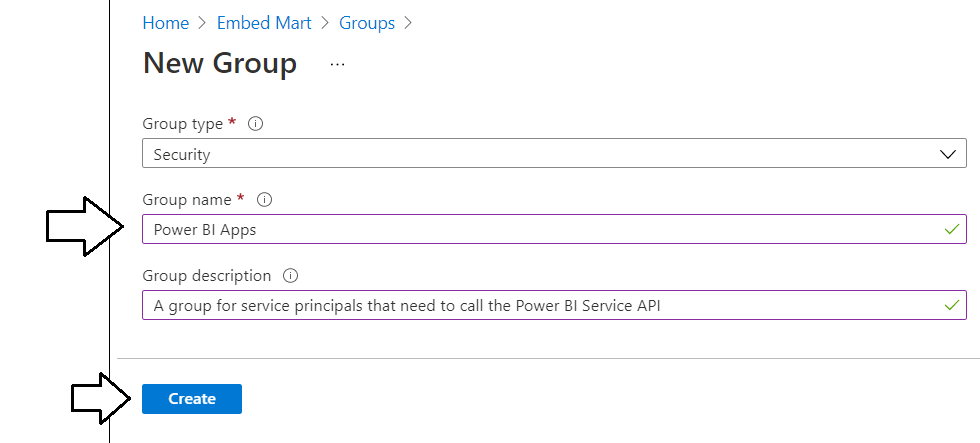 Home > Embed Mart > Groups >
New Group ...
Group type *
Security
Group name *
Power BI Apps
Group description
A group for service principals that need to call the Power BI Service API
Create